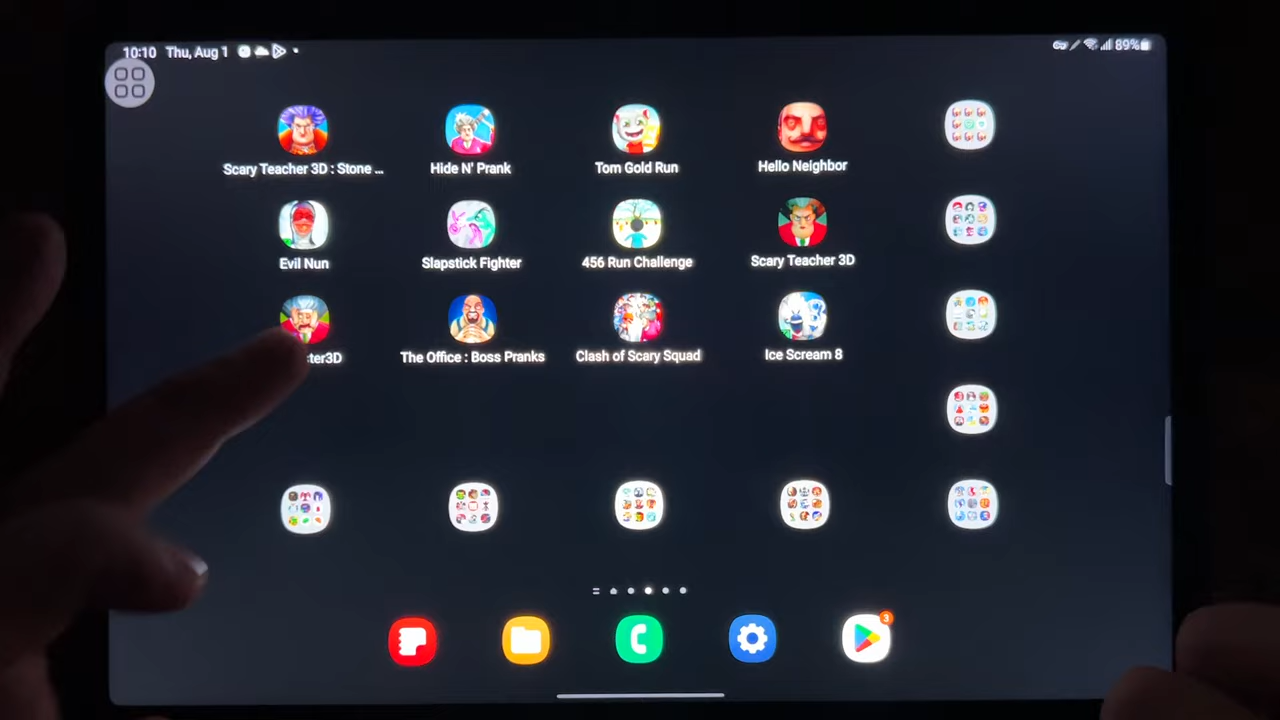 10:10 Thu, Aug 1
89%
Scary Teacher 3D : Stone ...
Hide N' Prank
Tom Gold Run
Hello Neighbor
Evil Nun
Slapstick Fighter
456 Run Challenge
Scary Teacher 3D
ster3D
The Office : Boss Pranks
Clash of Scary Squad
Ice Scream 8
3